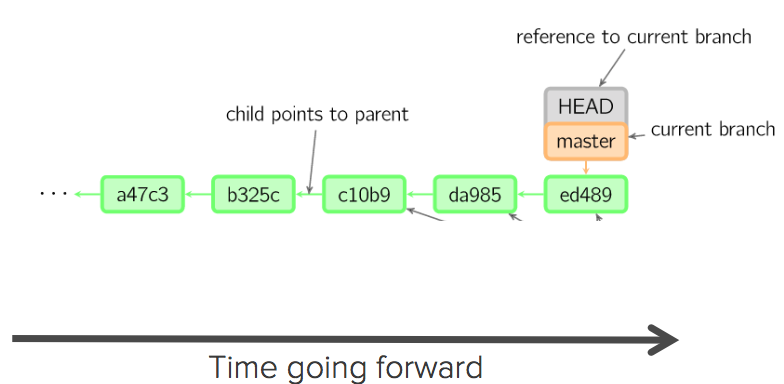 reference to current branch
HEAD
child points to parent
master
current branch
...
a47c3
b325c
c10b9
da985
ed489
Time going forward